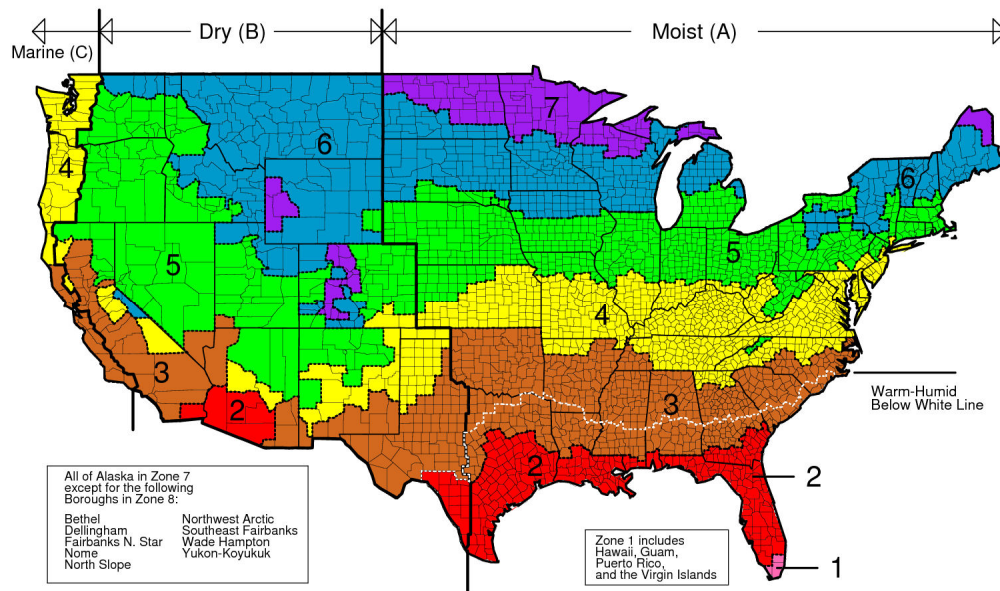 Marine (C)
Dry (B)
Moist (A)
7
6
6
4
5
5
4
3
3
2
2
Warm-Humid
Below White Line
2
1
All of Alaska in Zone 7
except for the following
Boroughs in Zone 8:
Bethel
Dellingham
Fairbanks N. Star
Nome
North Slope
Northwest Arctic
Southeast Fairbanks
Wade Hampton
Yukon-Koyukuk
Zone 1 includes
Hawaii, Guam,
Puerto Rico,
and the Virgin Islands